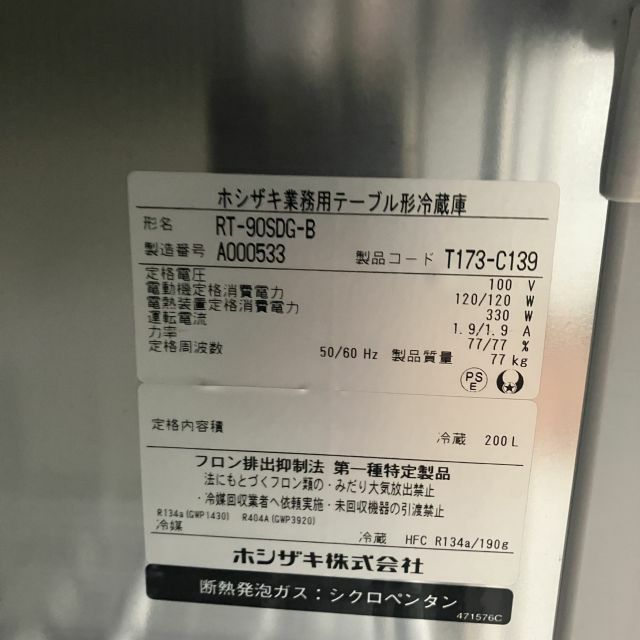 ホシザキ業務用テーブル形冷蔵庫
形名 RT-90SDG-B
製造番号 A000533 製品コード T173-C139
定格電圧 100 V
電動機定格消費電力 120/120 W
電熱装置定格消費電力 330 W
運転電流 1.9/1.9 A
力率 77/77 %
定格周波数 50/60 Hz 製品質量 77 kg
PS E
定格内容積 冷蔵 200 L
フロン排出抑制法 第一種特定製品
法にもとづくフロン類の・みだり大気放出禁止
・冷媒回収業者へ依頼実施・未回収機器の引渡禁止
R134a(GWP1430) R404A(GWP3920)
冷媒 冷蔵 HFC R134a/190g
ホシザキ株式会社
断熱発泡ガス：シクロペンタン
471576C